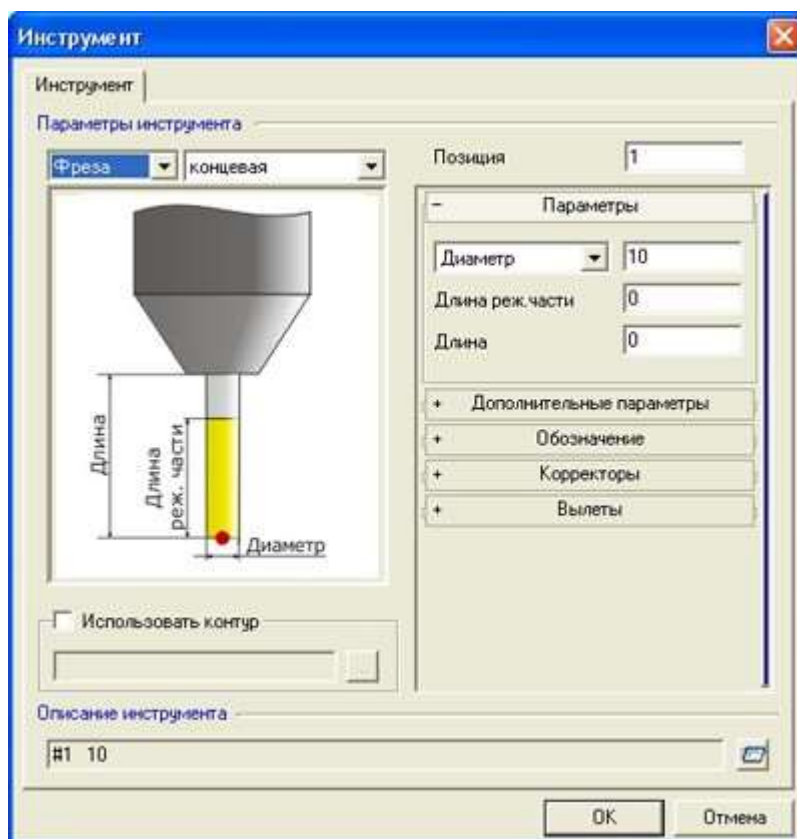 Инструмент
Инструмент
Параметры инструмента
Фреза концевая
Позиция 1
− Параметры
Диаметр 10
Длина реж.части 0
Длина 0
+ Дополнительные параметры
+ Обозначение
+ Корректоры
+ Вылеты
Длина
Длина
реж. части
Диаметр
Использовать контур
...
Описание инструмента
#1 10
OK Отмена